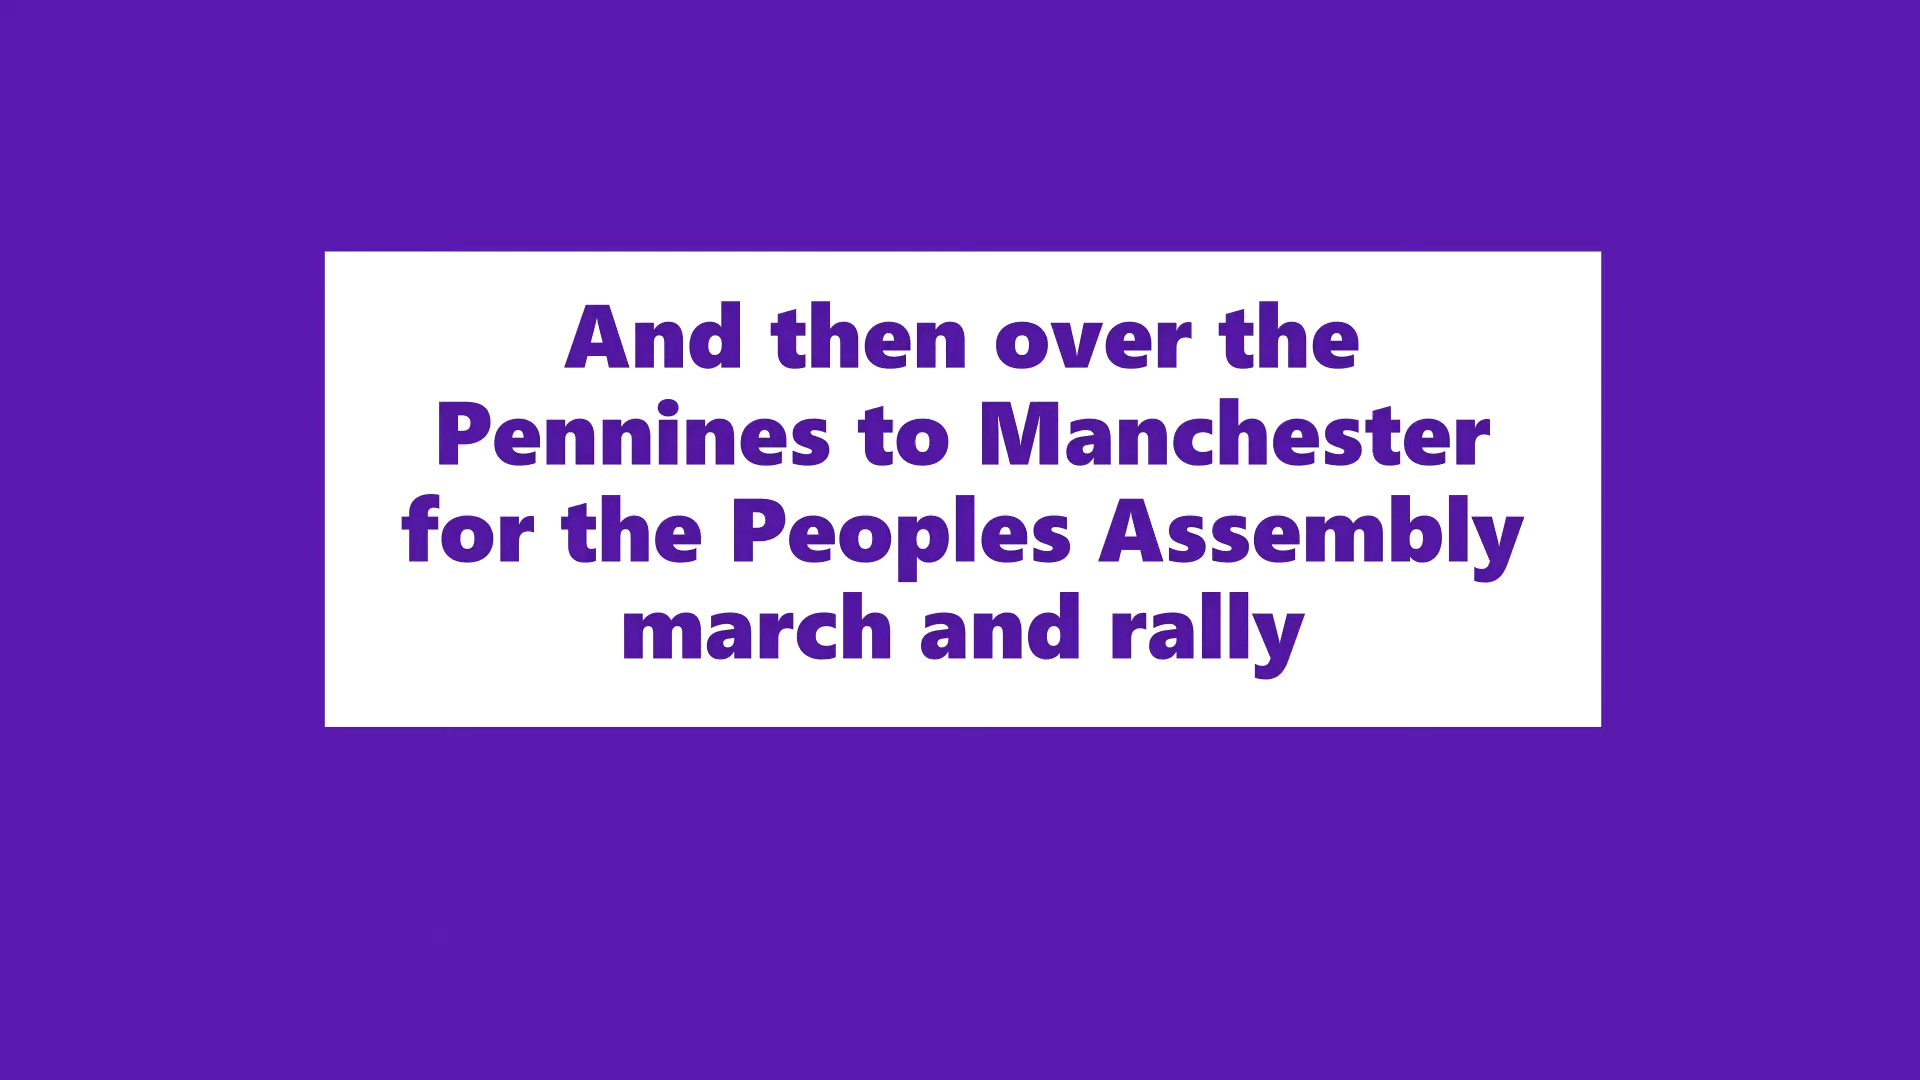 And then over the
Pennines to Manchester
for the Peoples Assembly
march and rally